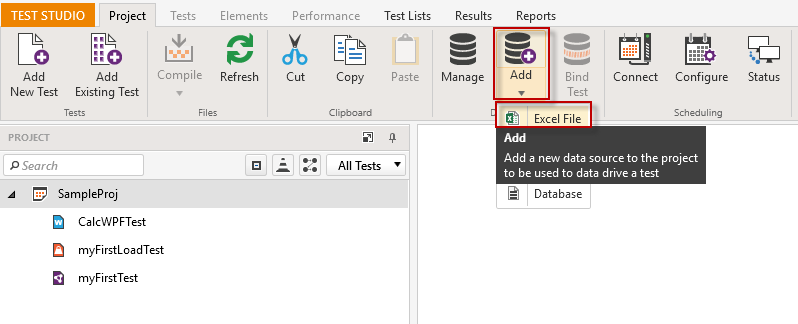 TEST STUDIO Project Tests Elements Performance Test Lists Results Reports
Add New Test
Add Existing Test
Compile
Refresh
Cut
Copy
Paste
Manage
Add
Bind Test
Connect
Configure
Status
Tests Files Clipboard D Scheduling
Excel File
Add
Add a new data source to the project
to be used to data drive a test
Database
PROJECT
Search
All Tests
SampleProj
CalcWPFTest
myFirstLoadTest
myFirstTest